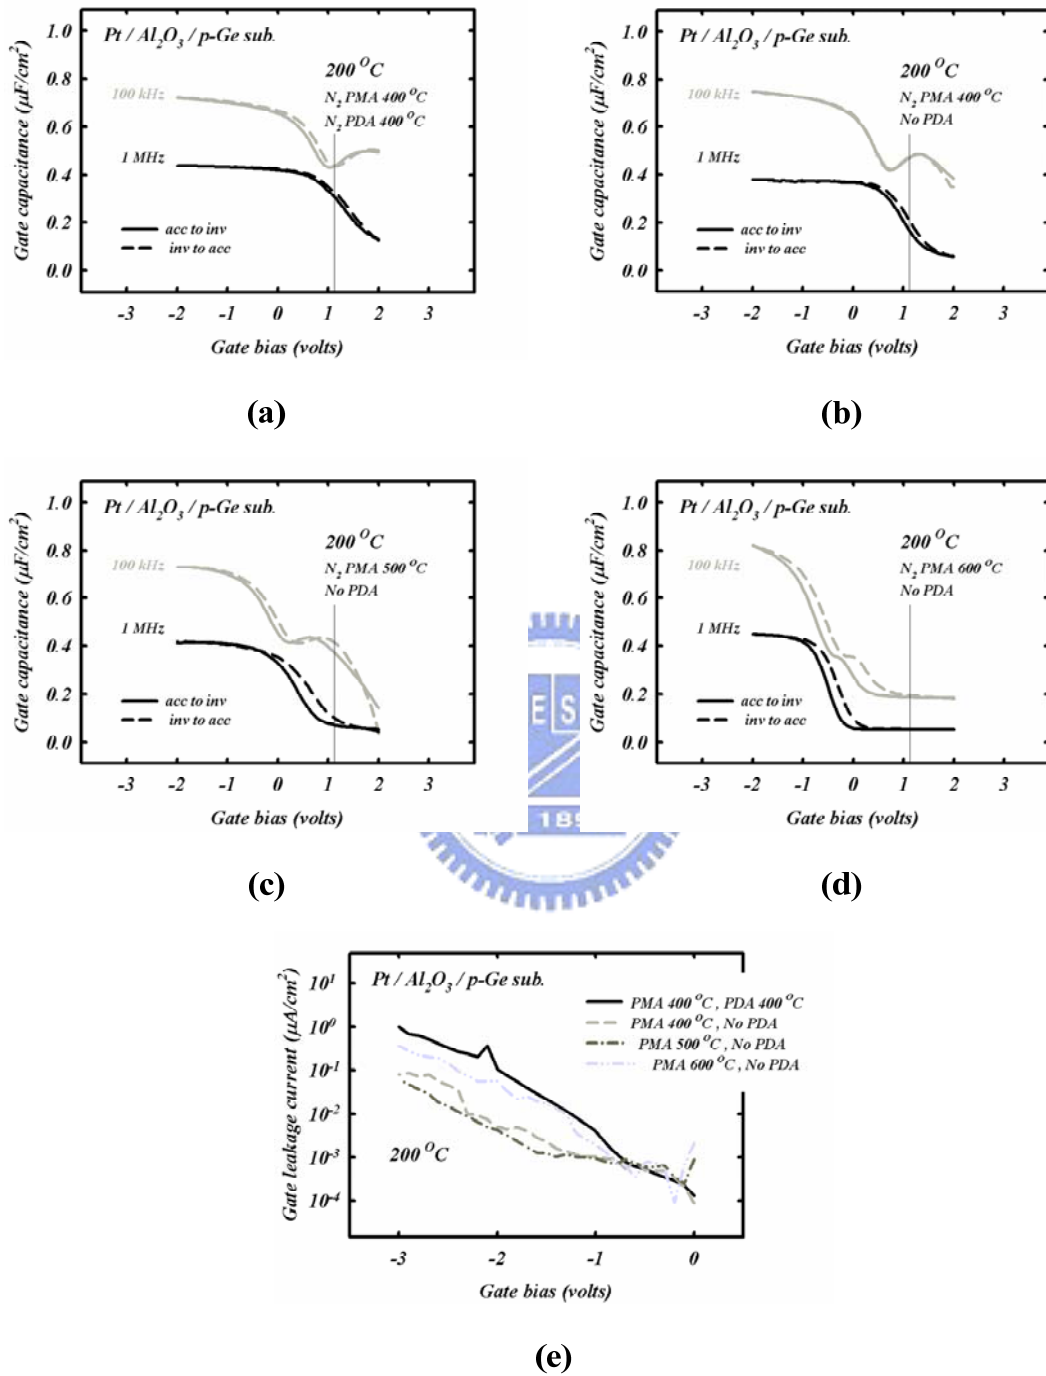 Pt / Al2O3 / p-Ge sub.
200 °C
N2 PMA 400 °C
N2 PDA 400 °C
100 kHz
1 MHz
acc to inv
inv to acc
Gate capacitance (μF/cm²)
1.0
0.8
0.6
0.4
0.2
0.0
-3 -2 -1 0 1 2 3
Gate bias (volts)
(a)
Pt / Al2O3 / p-Ge sub.
200 °C
N2 PMA 400 °C
No PDA
100 kHz
1 MHz
acc to inv
inv to acc
Gate capacitance (μF/cm²)
1.0
0.8
0.6
0.4
0.2
0.0
-3 -2 -1 0 1 2 3
Gate bias (volts)
(b)
Pt / Al2O3 / p-Ge sub.
200 °C
N2 PMA 500 °C
No PDA
100 kHz
1 MHz
acc to inv
inv to acc
Gate capacitance (μF/cm²)
1.0
0.8
0.6
0.4
0.2
0.0
-3 -2 -1 0 1 2 3
Gate bias (volts)
(c)
Pt / Al2O3 / p-Ge sub.
200 °C
N2 PMA 600 °C
No PDA
100 kHz
1 MHz
acc to inv
inv to acc
Gate capacitance (μF/cm²)
1.0
0.8
0.6
0.4
0.2
0.0
-3 -2 -1 0 1 2 3
Gate bias (volts)
(d)
E S
189
Pt / Al2O3 / p-Ge sub.
PMA 400 °C , PDA 400 °C
PMA 400 °C , No PDA
PMA 500 °C , No PDA
PMA 600 °C , No PDA
200 °C
Gate leakage current (μA/cm²)
10¹
10⁰
10⁻¹
10⁻²
10⁻³
10⁻⁴
-3 -2 -1 0
Gate bias (volts)
(e)